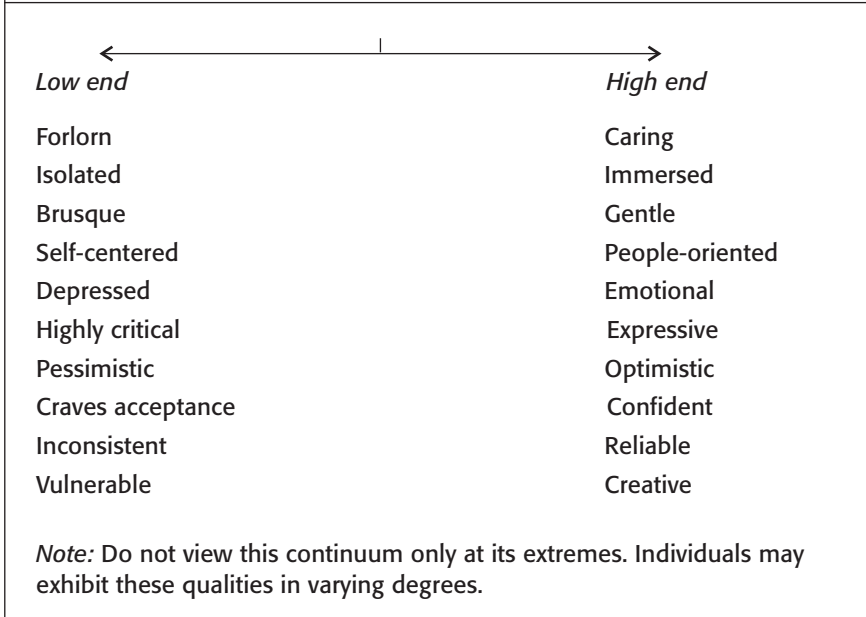 Low end High end
Forlorn Caring
Isolated Immersed
Brusque Gentle
Self-centered People-oriented
Depressed Emotional
Highly critical Expressive
Pessimistic Optimistic
Craves acceptance Confident
Inconsistent Reliable
Vulnerable Creative
Note: Do not view this continuum only at its extremes. Individuals may
exhibit these qualities in varying degrees.